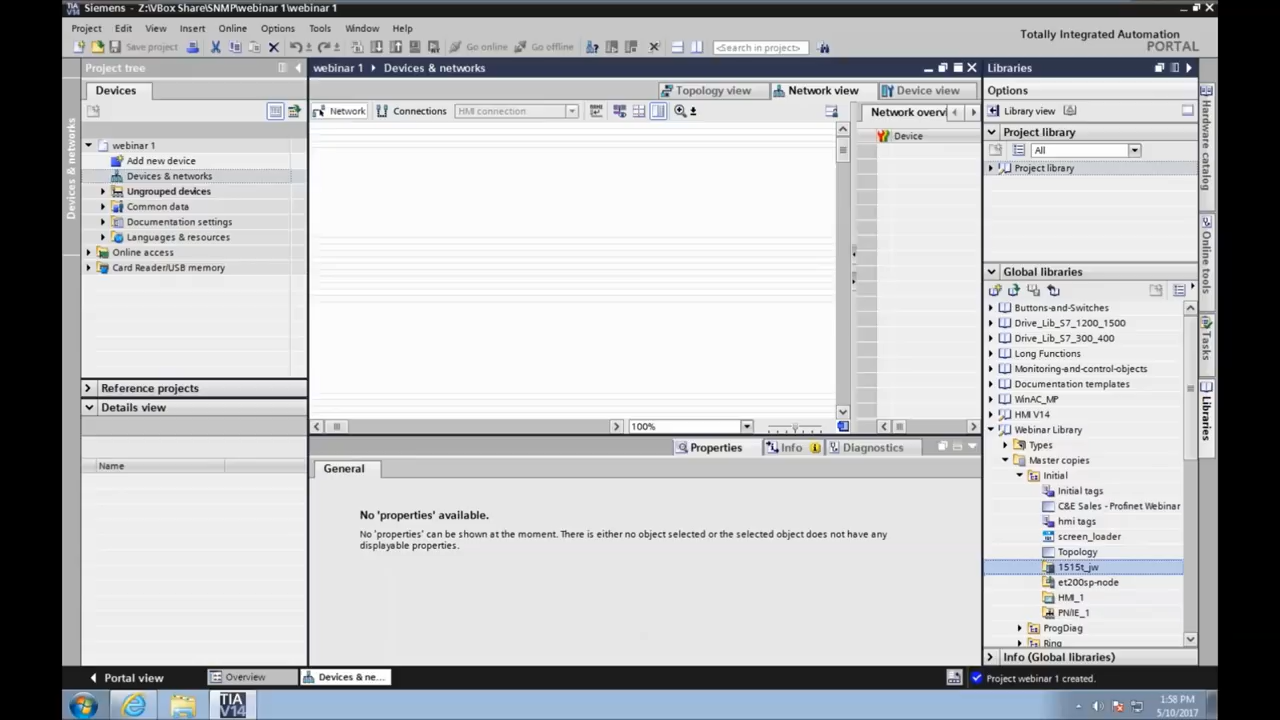 TIA V14 Siemens - Z:\VBox Share\SNMP\webinar 1\webinar 1
Project Edit View Insert Online Options Tools Window Help
Totally Integrated Automation
PORTAL
Save project
Go online
Go offline
<Search in project>
Project tree
Devices
webinar 1
Add new device
Devices & networks
Ungrouped devices
Common data
Documentation settings
Languages & resources
Online access
Card Reader/USB memory
Reference projects
Details view
Name
Devices & networks
webinar 1 Devices & networks
Topology view
Network view
Device view
Network
Connections
HMI connection
Network overvi
Device
100%
Properties
Info
Diagnostics
General
No 'properties' available.
No 'properties' can be shown at the moment. There is either no object selected or the selected object does not have any
displayable properties.
Libraries
Options
Library view
Project library
All
Project library
Global libraries
Buttons-and-Switches
Drive_Lib_S7_1200_1500
Drive_Lib_S7_300_400
Long Functions
Monitoring-and-control-objects
Documentation templates
WinAC_MP
HMI V14
Webinar Library
Types
Master copies
Initial
Initial tags
C&E Sales - Profinet Webinar
hmi tags
screen_loader
Topology
1515t_jw
et200sp-node
HMI_1
PN/IE_1
ProgDiag
Ring
Info (Global libraries)
Hardware catalog
Online tools
Tasks
Libraries
Portal view
Overview
Devices & ne...
Project webinar 1 created.
TIA
V14
1:58 PM
5/10/2017